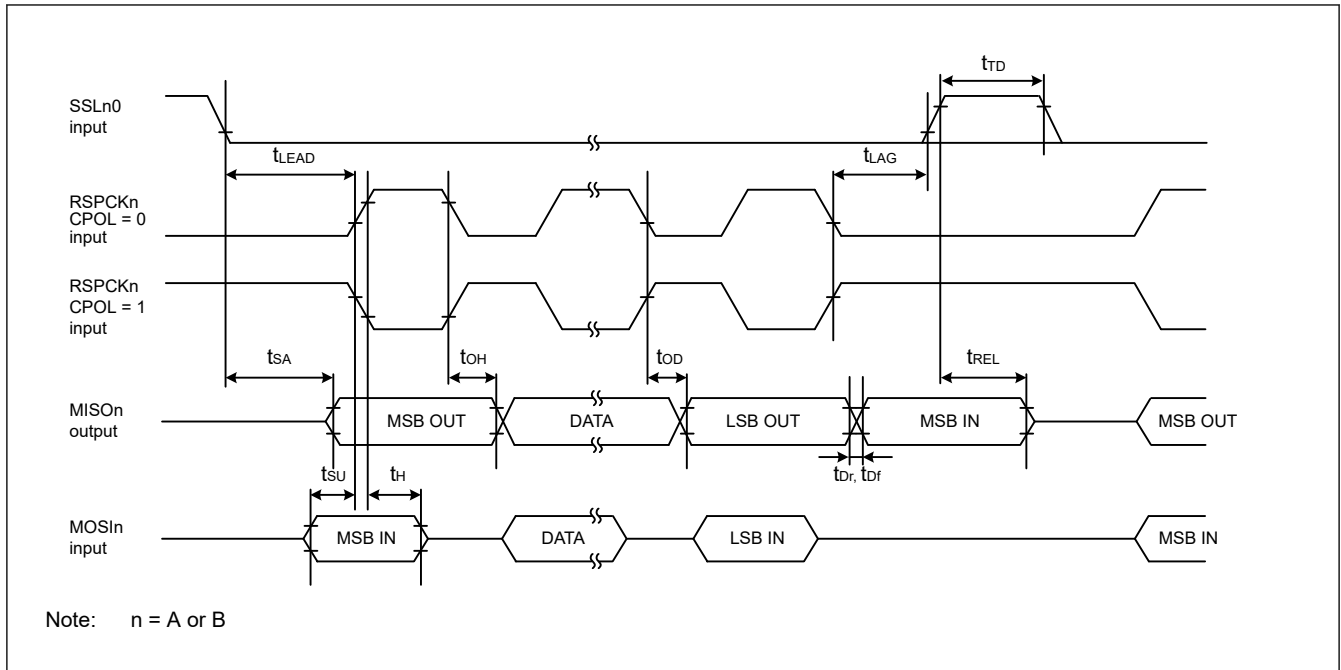 tTD
SSLn0
input
tLEAD
tLAG
RSPCKn
CPOL = 0
input
RSPCKn
CPOL = 1
input
tSA
tOH
tOD
tREL
MISOn
output
MSB OUT
DATA
LSB OUT
MSB IN
MSB OUT
tSU
tH
tDr, tDf
MOSIn
input
MSB IN
DATA
LSB IN
MSB IN
Note: n = A or B